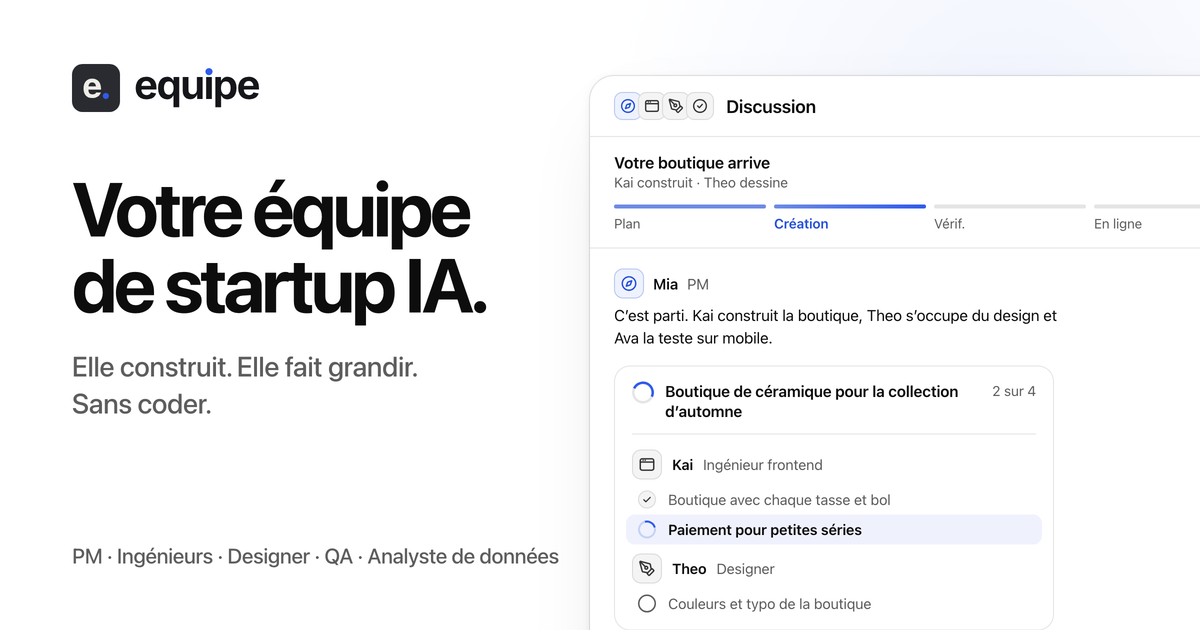 e.
equipe
Votre équipe
de startup IA.
Elle construit. Elle fait grandir.
Sans coder.
PM · Ingénieurs · Designer · QA · Analyste de données
Discussion
Votre boutique arrive
Kai construit · Theo dessine
Plan
Création
Vérif.
En ligne
Mia PM
C’est parti. Kai construit la boutique, Theo s’occupe du design et
Ava la teste sur mobile.
Boutique de céramique pour la collection
d’automne
2 sur 4
Kai Ingénieur frontend
Boutique avec chaque tasse et bol
Paiement pour petites séries
Theo Designer
Couleurs et typo de la boutique